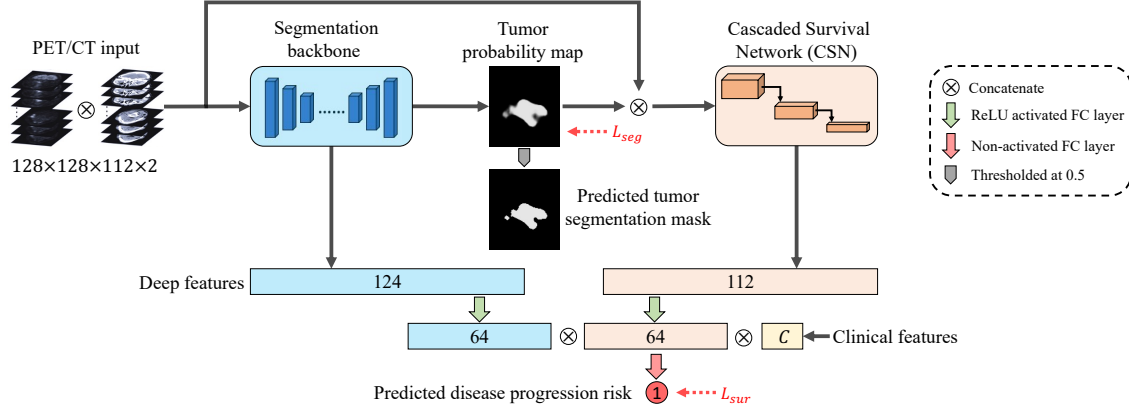 PET/CT input
128×128×112×2
Segmentation
backbone
Tumor
probability map
L_seg
Predicted tumor
segmentation mask
Cascaded Survival
Network (CSN)
Concatenate
ReLU activated FC layer
Non-activated FC layer
Thresholded at 0.5
Deep features
124
112
64
64
C
Clinical features
Predicted disease progression risk
1
L_sur